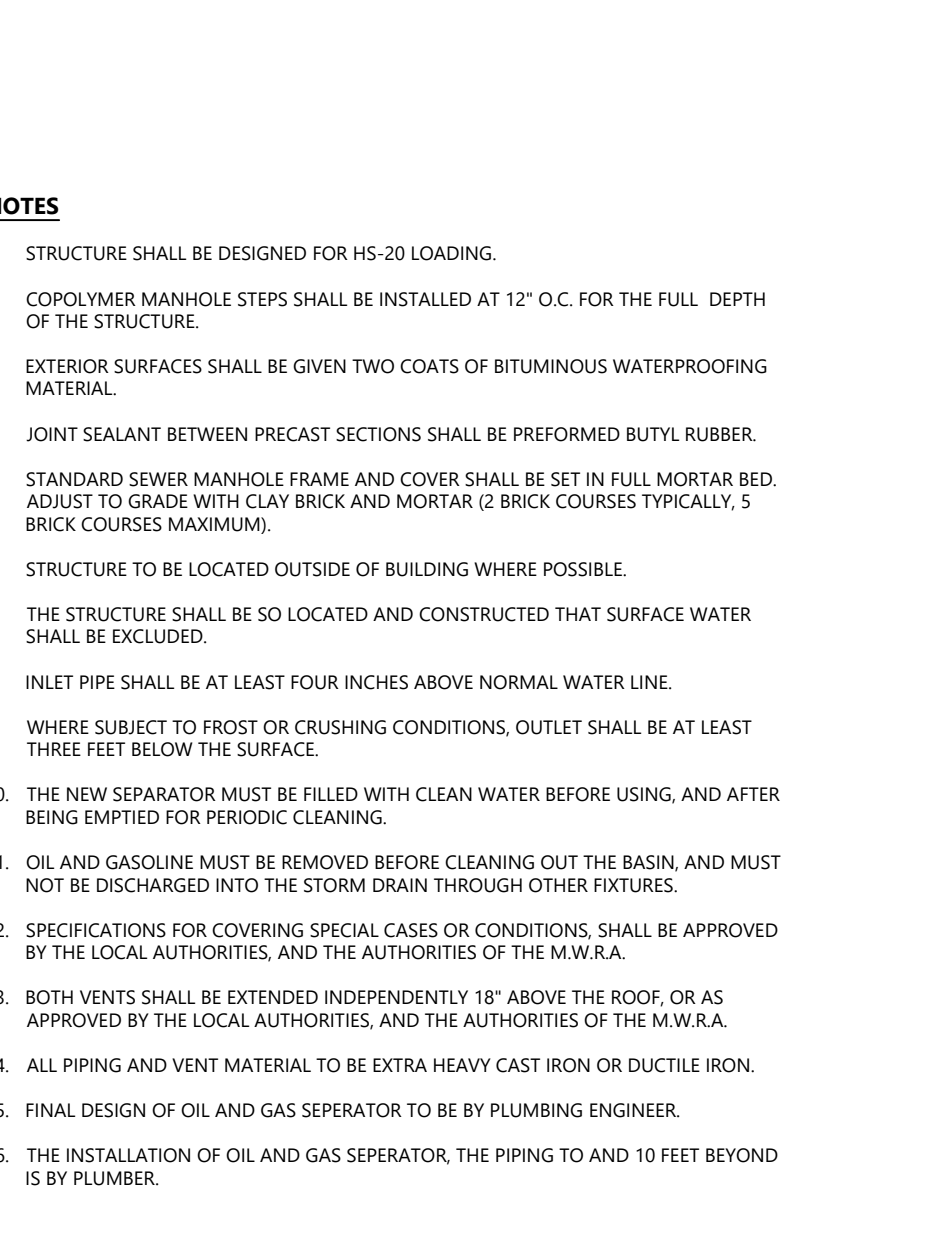 NOTES
STRUCTURE SHALL BE DESIGNED FOR HS-20 LOADING.
COPOLYMER MANHOLE STEPS SHALL BE INSTALLED AT 12" O.C. FOR THE FULL  DEPTH
OF THE STRUCTURE.
EXTERIOR SURFACES SHALL BE GIVEN TWO COATS OF BITUMINOUS WATERPROOFING
MATERIAL.
JOINT SEALANT BETWEEN PRECAST SECTIONS SHALL BE PREFORMED BUTYL RUBBER.
STANDARD SEWER MANHOLE FRAME AND COVER SHALL BE SET IN FULL MORTAR BED.
ADJUST TO GRADE WITH CLAY BRICK AND MORTAR (2 BRICK COURSES TYPICALLY, 5
BRICK COURSES MAXIMUM).
STRUCTURE TO BE LOCATED OUTSIDE OF BUILDING WHERE POSSIBLE.
THE STRUCTURE SHALL BE SO LOCATED AND CONSTRUCTED THAT SURFACE WATER
SHALL BE EXCLUDED.
INLET PIPE SHALL BE AT LEAST FOUR INCHES ABOVE NORMAL WATER LINE.
WHERE SUBJECT TO FROST OR CRUSHING CONDITIONS, OUTLET SHALL BE AT LEAST
THREE FEET BELOW THE SURFACE.
0. THE NEW SEPARATOR MUST BE FILLED WITH CLEAN WATER BEFORE USING, AND AFTER
BEING EMPTIED FOR PERIODIC CLEANING.
1. OIL AND GASOLINE MUST BE REMOVED BEFORE CLEANING OUT THE BASIN, AND MUST
NOT BE DISCHARGED INTO THE STORM DRAIN THROUGH OTHER FIXTURES.
2. SPECIFICATIONS FOR COVERING SPECIAL CASES OR CONDITIONS, SHALL BE APPROVED
BY THE LOCAL AUTHORITIES, AND THE AUTHORITIES OF THE M.W.R.A.
3. BOTH VENTS SHALL BE EXTENDED INDEPENDENTLY 18" ABOVE THE ROOF, OR AS
APPROVED BY THE LOCAL AUTHORITIES, AND THE AUTHORITIES OF THE M.W.R.A.
4. ALL PIPING AND VENT MATERIAL TO BE EXTRA HEAVY CAST IRON OR DUCTILE IRON.
5. FINAL DESIGN OF OIL AND GAS SEPERATOR TO BE BY PLUMBING ENGINEER.
6. THE INSTALLATION OF OIL AND GAS SEPERATOR, THE PIPING TO AND 10 FEET BEYOND
IS BY PLUMBER.